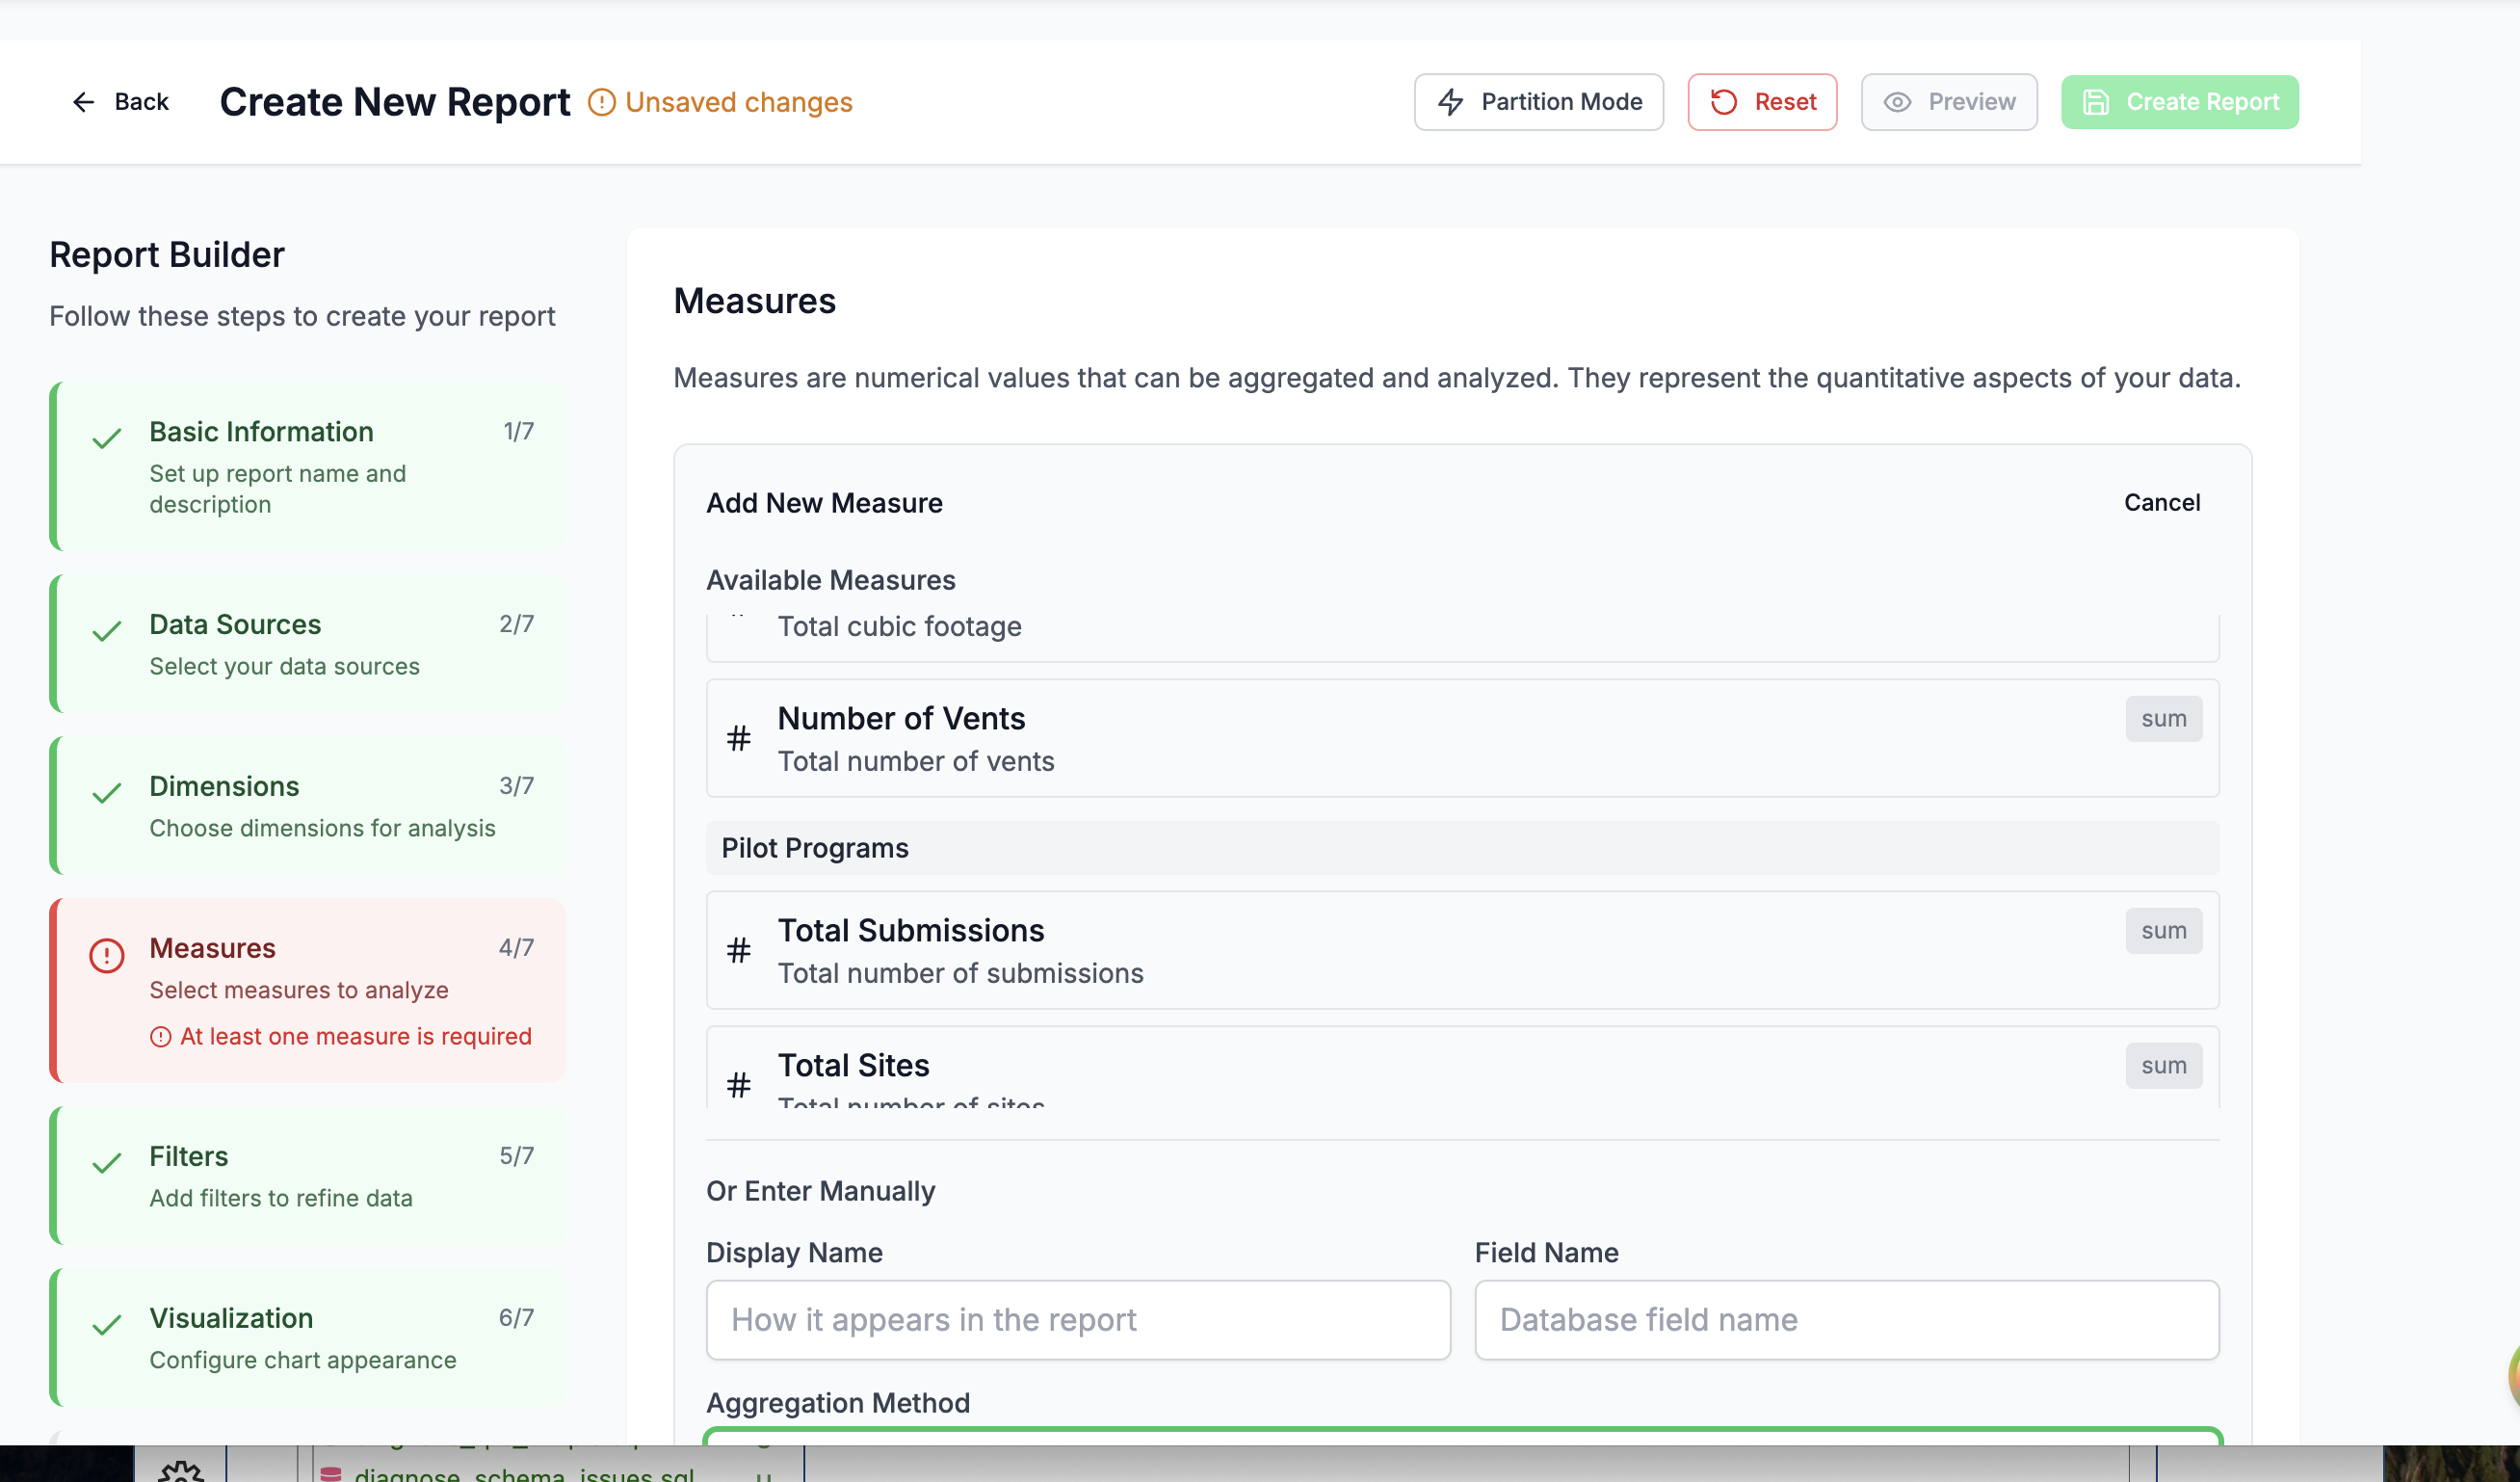 Back
Create New Report
Unsaved changes
Partition Mode
Reset
Preview
Create Report
Report Builder
Follow these steps to create your report
Basic Information
1/7
Set up report name and
description
Data Sources
2/7
Select your data sources
Dimensions
3/7
Choose dimensions for analysis
Measures
4/7
Select measures to analyze
At least one measure is required
Filters
5/7
Add filters to refine data
Visualization
6/7
Configure chart appearance
Measures
Measures are numerical values that can be aggregated and analyzed. They represent the quantitative aspects of your data.
Add New Measure
Cancel
Available Measures
Total cubic footage
# Number of Vents
sum
Total number of vents
Pilot Programs
# Total Submissions
sum
Total number of submissions
# Total Sites
sum
Total number of sites
Or Enter Manually
Display Name
Field Name
How it appears in the report
Database field name
Aggregation Method
diagnose_schema_issues.sql